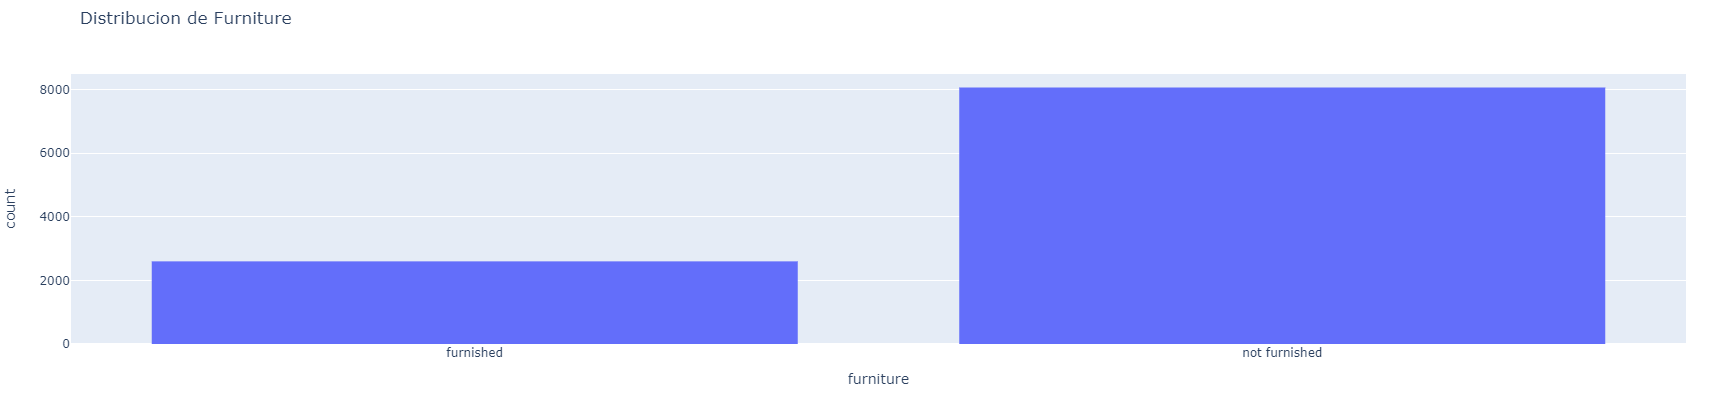 Distribucion de Furniture
count
8000
6000
4000
2000
0
furnished
not furnished
furniture